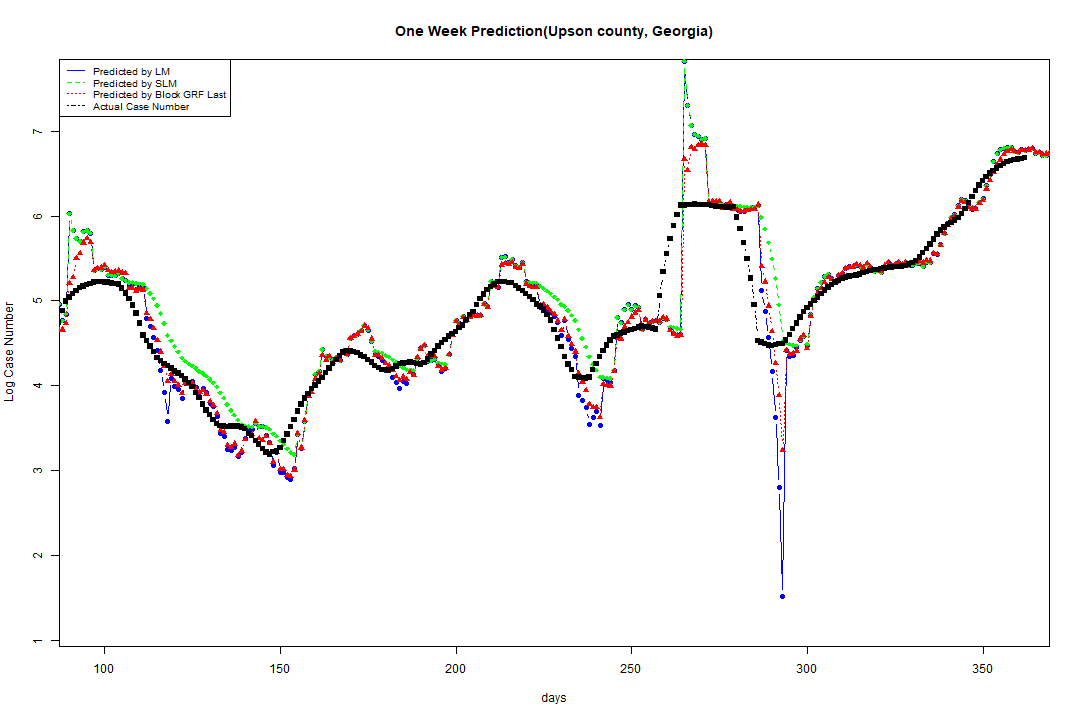 One Week Prediction(Upson county, Georgia)
Predicted by LM
Predicted by SLM
Predicted by Block GRF Last
Actual Case Number
Log Case Number
7
6
5
4
3
2
1
100 150 200 250 300 350
days